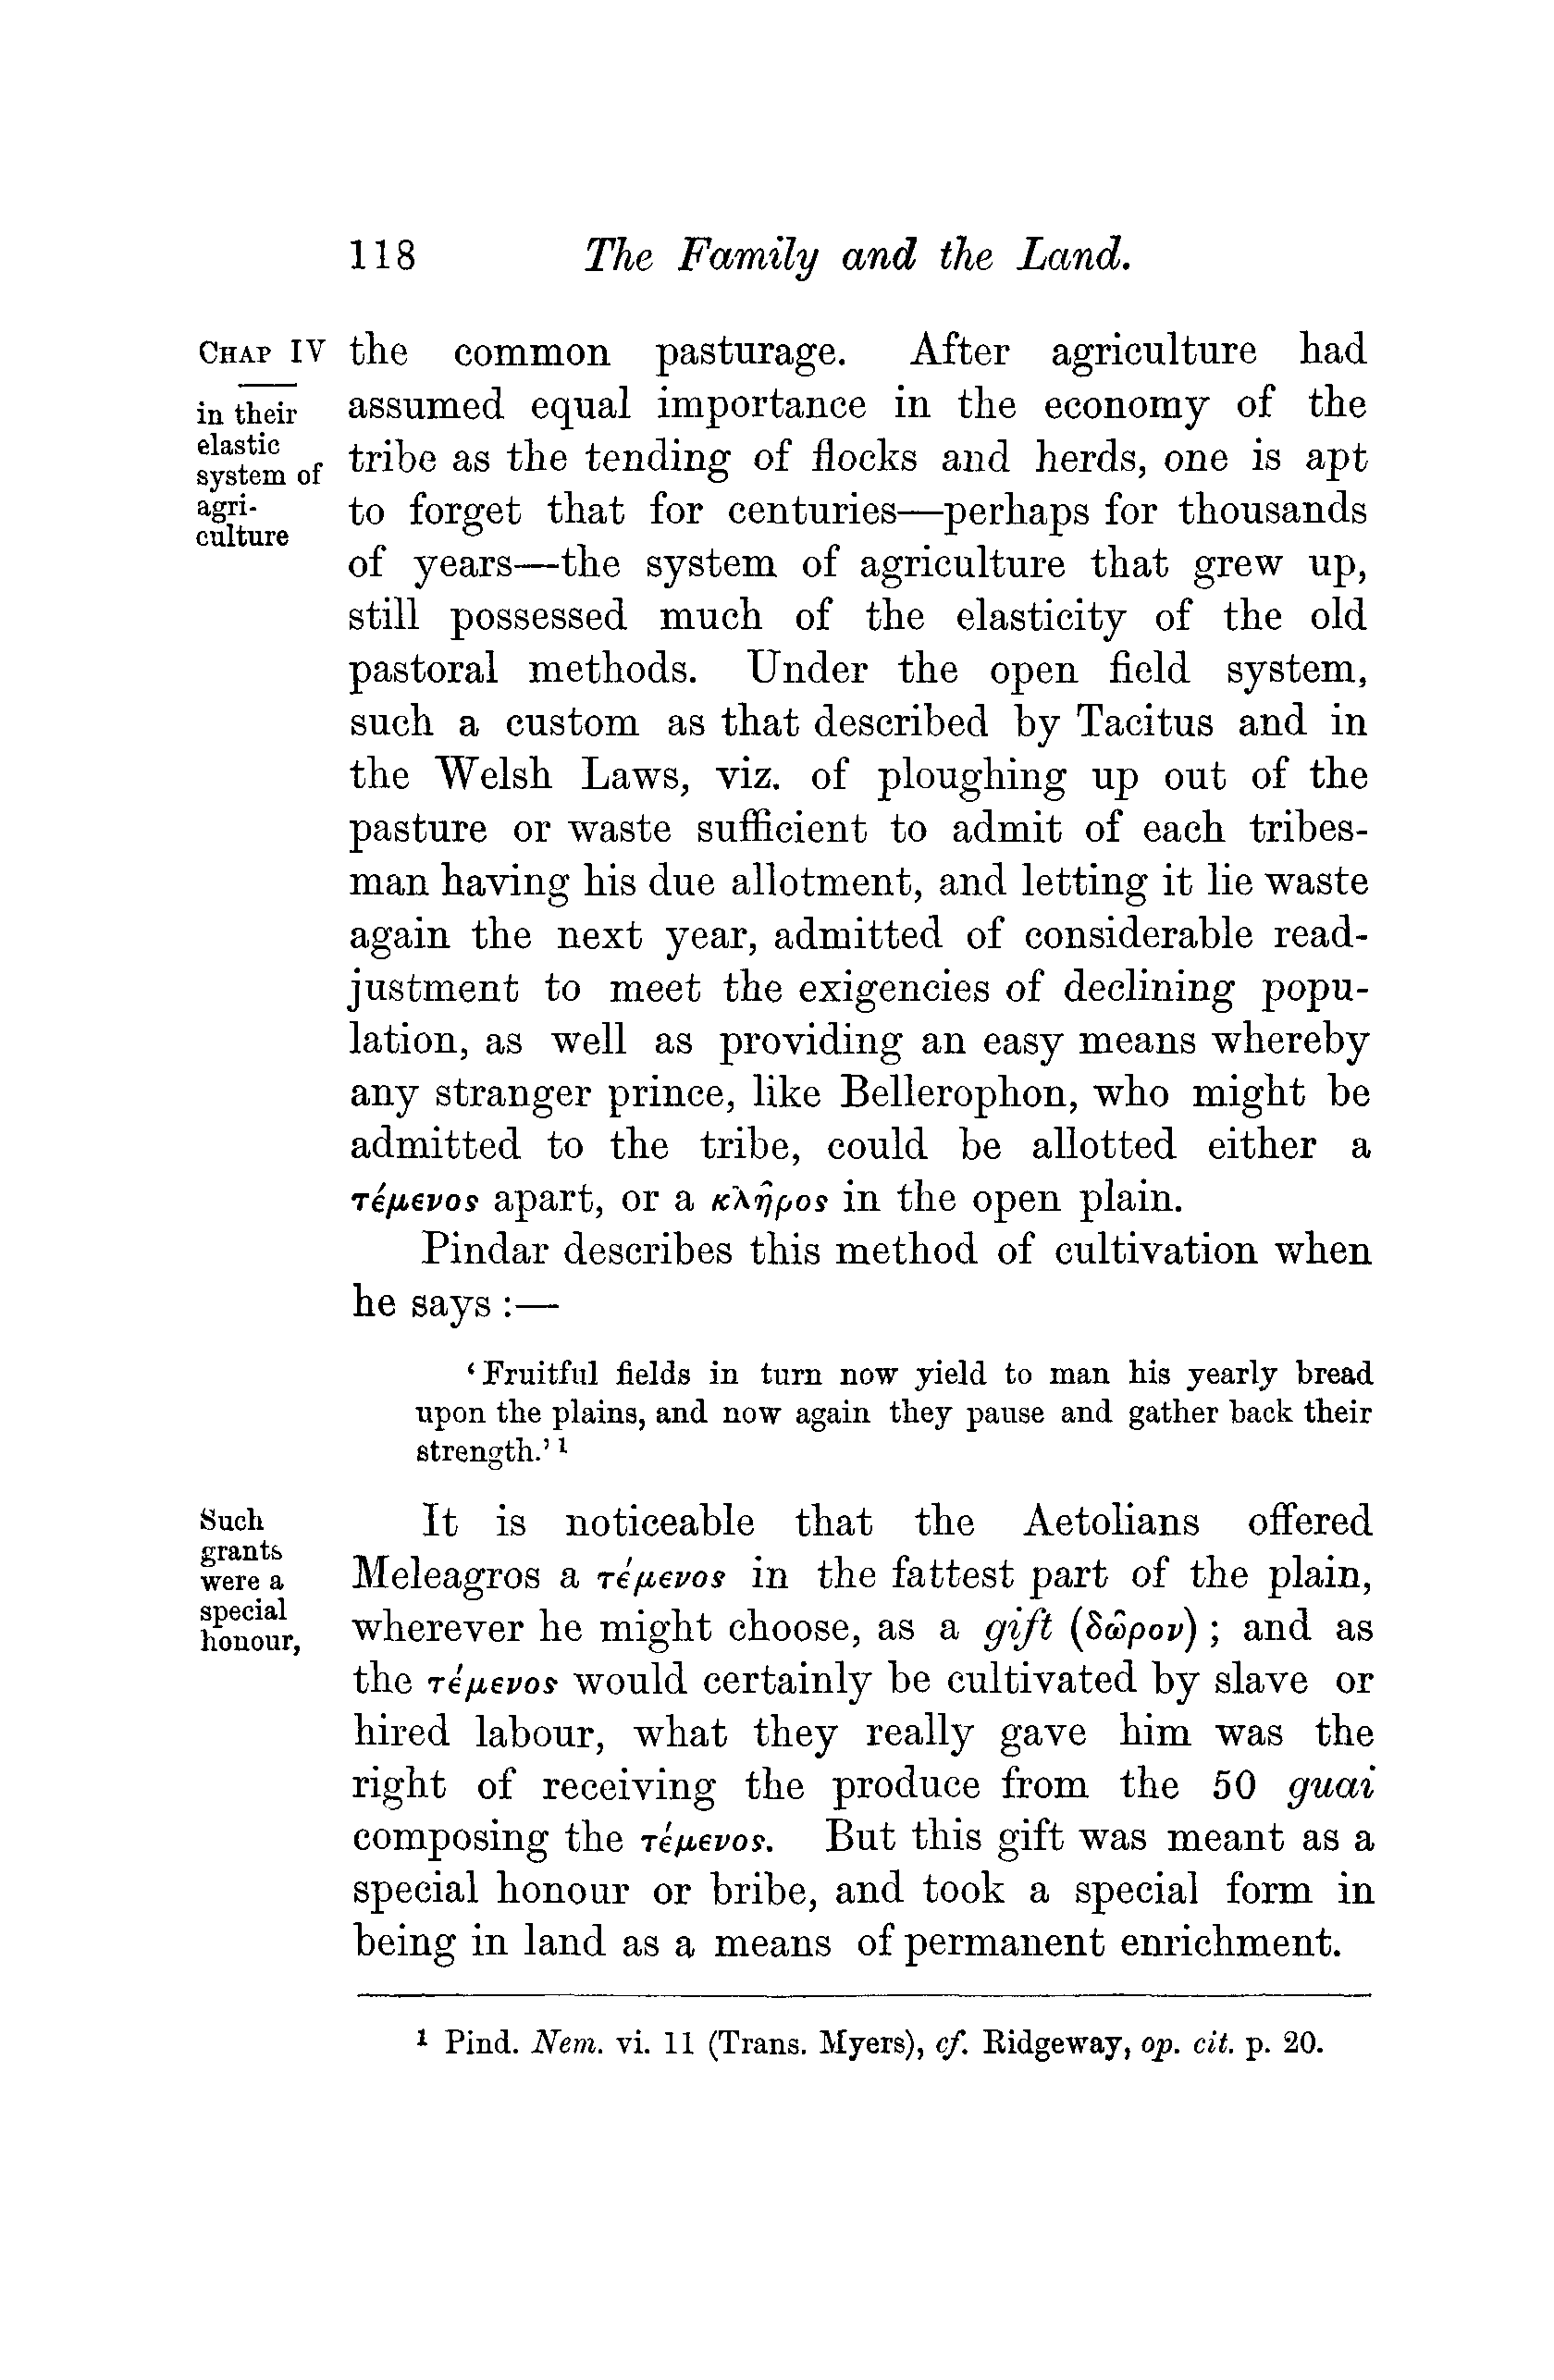 118 The Family and the Land.
CHAP IV
in their
elastic
system of
agri-
culture
the common pasturage. After agriculture had
assumed equal importance in the economy of the
tribe as the tending of flocks and herds, one is apt
to forget that for centuries—perhaps for thousands
of years—the system of agriculture that grew up,
still possessed much of the elasticity of the old
pastoral methods. Under the open field system,
such a custom as that described by Tacitus and in
the Welsh Laws, viz. of ploughing up out of the
pasture or waste sufficient to admit of each tribes-
man having his due allotment, and letting it lie waste
again the next year, admitted of considerable read-
justment to meet the exigencies of declining popu-
lation, as well as providing an easy means whereby
any stranger prince, like Bellerophon, who might be
admitted to the tribe, could be allotted either a
τέμενος apart, or a κλῆρος in the open plain.
Pindar describes this method of cultivation when
he says :—
‘Fruitful fields in turn now yield to man his yearly bread
upon the plains, and now again they pause and gather back their
strength.’ ¹
Such
grants
were a
special
honour,
It is noticeable that the Aetolians offered
Meleagros a τέμενος in the fattest part of the plain,
wherever he might choose, as a gift (δῶρον) ; and as
the τέμενος would certainly be cultivated by slave or
hired labour, what they really gave him was the
right of receiving the produce from the 50 guai
composing the τέμενος. But this gift was meant as a
special honour or bribe, and took a special form in
being in land as a means of permanent enrichment.
¹ Pind. Nem. vi. 11 (Trans. Myers), cf. Ridgeway, op. cit. p. 20.